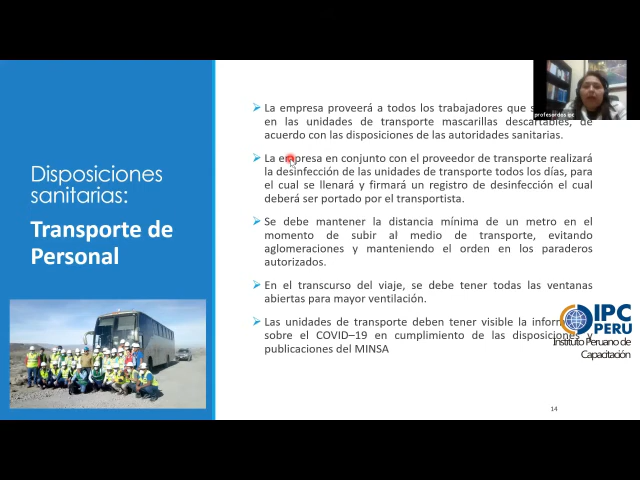 Disposiciones
sanitarias:
Transporte de
Personal
La empresa proveerá a todos los trabajadores que
en las unidades de transporte mascarillas descartables, de
acuerdo con las disposiciones de las autoridades sanitarias.
La empresa en conjunto con el proveedor de transporte realizará
la desinfección de las unidades de transporte todos los días, para
el cual se llenará y firmará un registro de desinfección el cual
deberá ser portado por el transportista.
Se debe mantener la distancia mínima de un metro en el
momento de subir al medio de transporte, evitando
aglomeraciones y manteniendo el orden en los paraderos
autorizados.
En el transcurso del viaje, se debe tener todas las ventanas
abiertas para mayor ventilación.
Las unidades de transporte deben tener visible la
sobre el COVID–19 en cumplimiento de las disposiciones y
publicaciones del MINSA
IPC
PERU
Instituto Peruano de
Capacitación
14